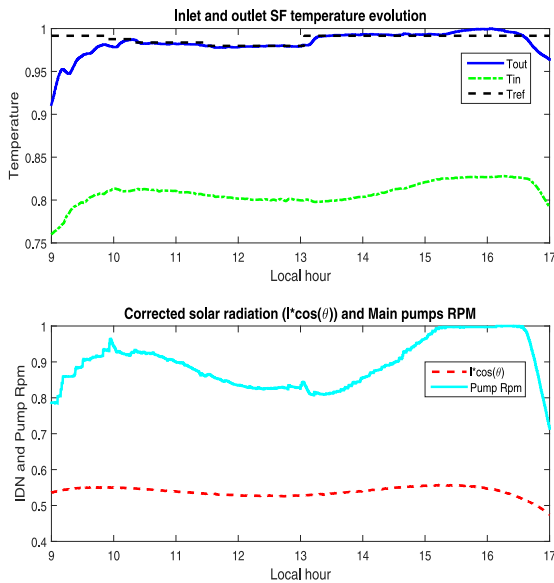 Inlet and outlet SF temperature evolution
1
0.95
0.9
0.85
0.8
0.75
Temperature
Tout
Tin
Tref
9 10 11 12 13 14 15 16 17
Local hour
Corrected solar radiation (I*cos(θ)) and Main pumps RPM
1
0.9
0.8
0.7
0.6
0.5
0.4
IDN and Pump Rpm
I*cos(θ)
Pump Rpm
9 10 11 12 13 14 15 16 17
Local hour